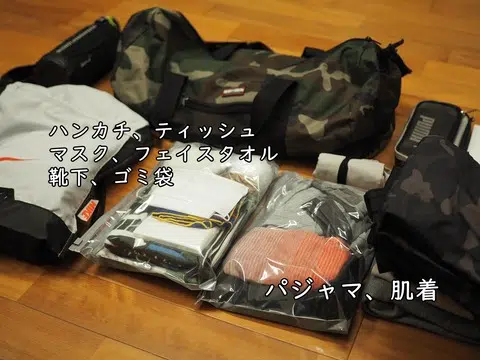 ハンカチ、ティッシュ
マスク、フェイスタオル
靴下、ゴミ袋
パジャマ、肌着
PUMA